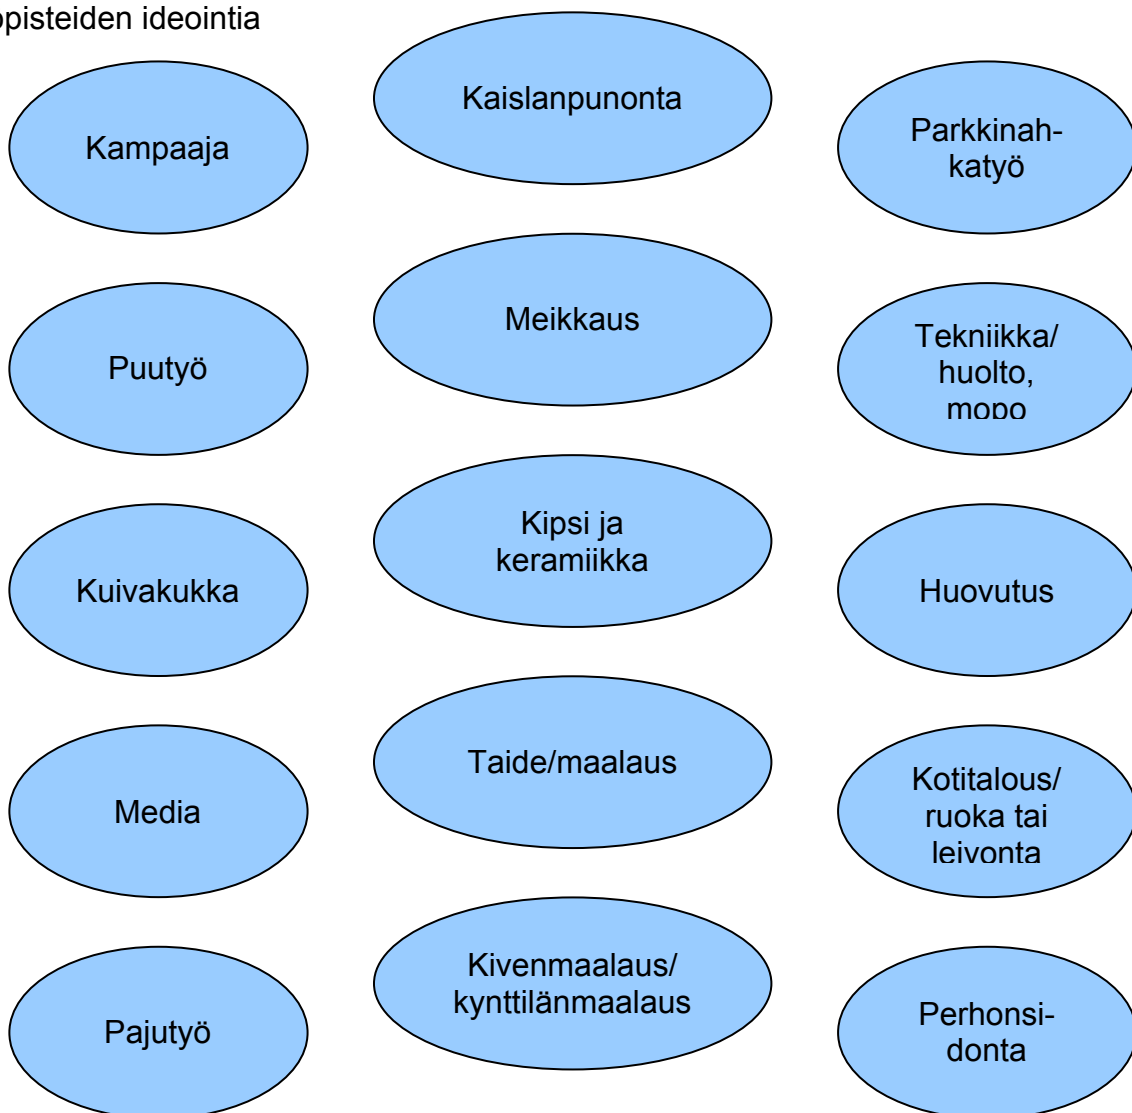 opisteiden ideointia
Kampaaja
Kaislanpunonta
Parkkinah-
katyö
Puutyö
Meikkaus
Tekniikka/
huolto,
mopo
Kuivakukka
Kipsi ja
keramiikka
Huovutus
Media
Taide/maalaus
Kotitalous/
ruoka tai
leivonta
Pajutyö
Kivenmaalaus/
kynttilänmaalaus
Perhonsi-
donta